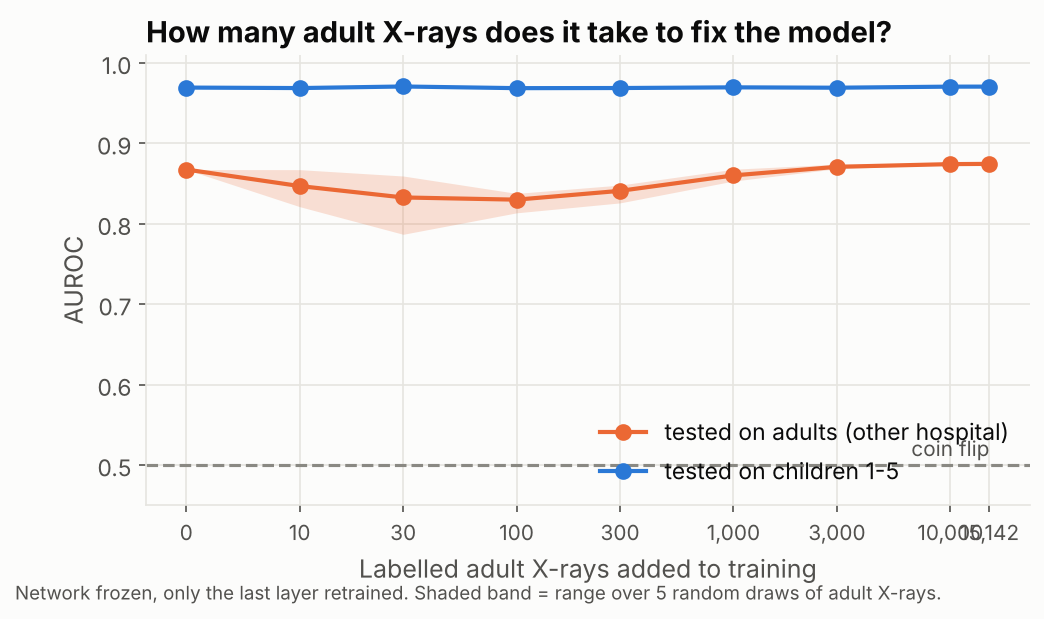 How many adult X-rays does it take to fix the model?
1.0
0.9
0.8
0.7
0.6
0.5
AUROC
tested on adults (other hospital)
coin flip
tested on children 1-5
0 10 30 100 300 1,000 3,000 10,000 15,142
Labelled adult X-rays added to training
Network frozen, only the last layer retrained. Shaded band = range over 5 random draws of adult X-rays.